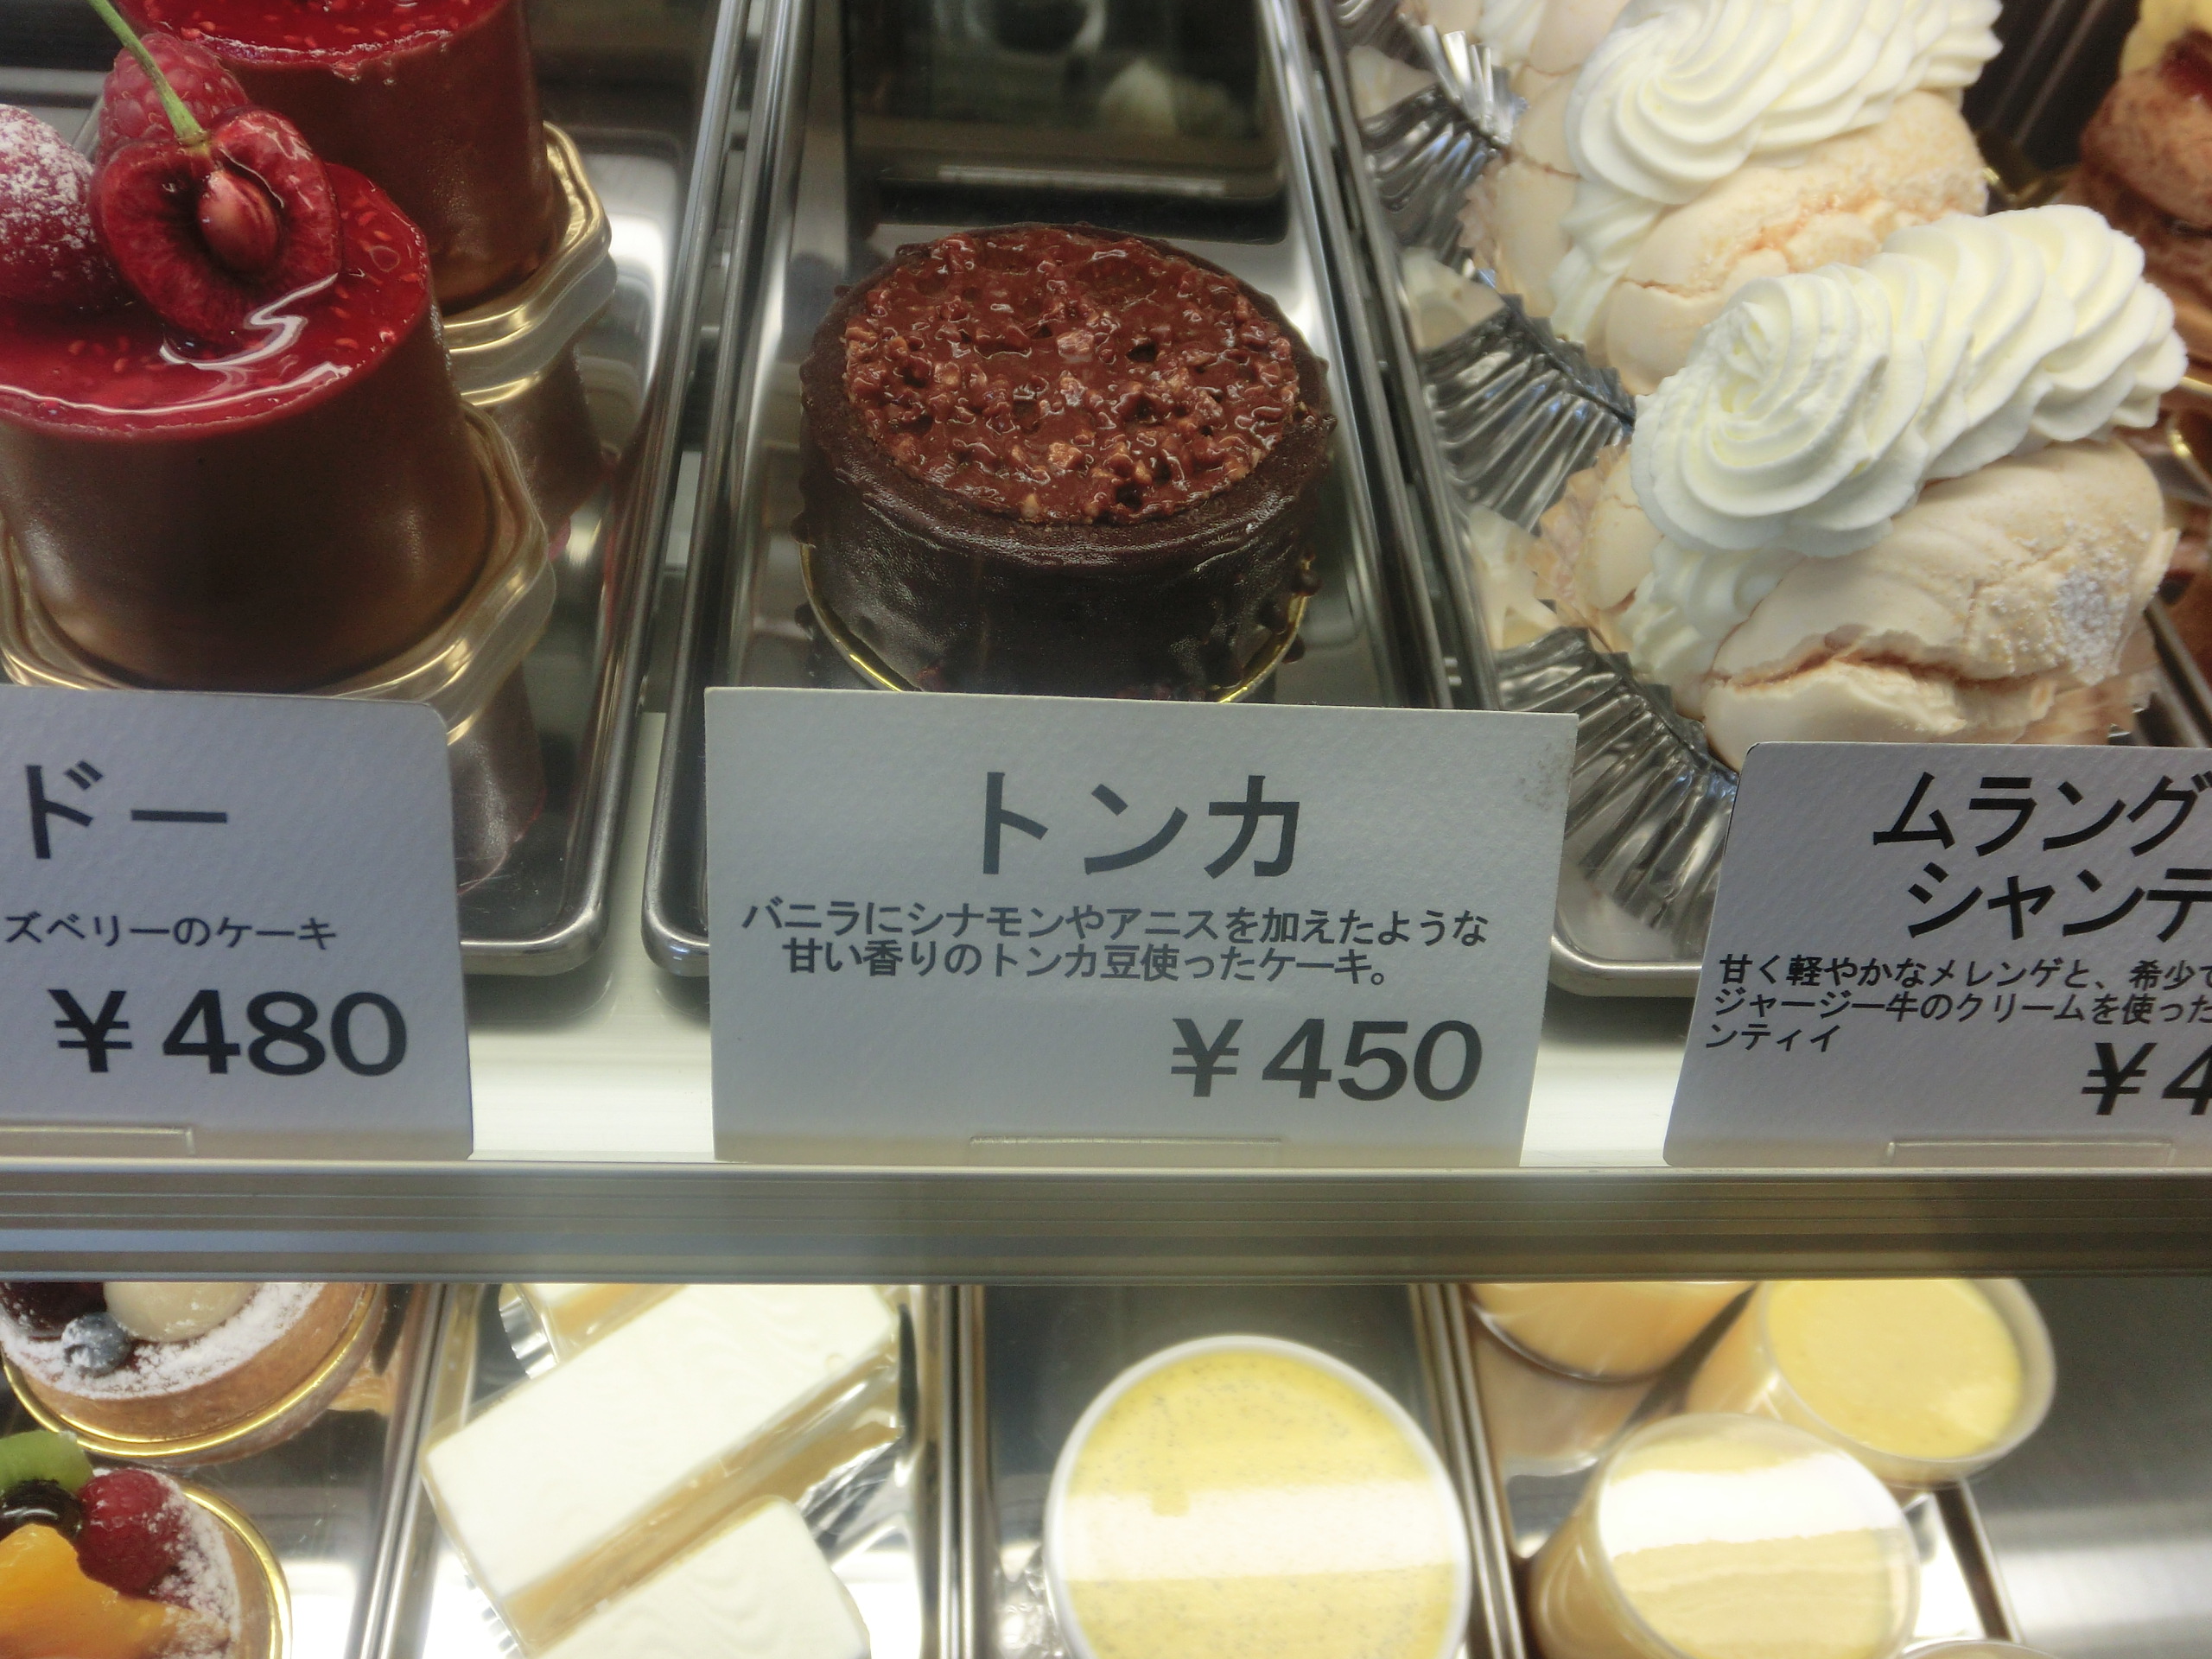 ドー
ズベリーのケーキ
￥480
トンカ
バニラにシナモンやアニスを加えたような
甘い香りのトンカ豆使ったケーキ。
￥450
ムラング
シャンテ
甘く軽やかなメレンゲと、希少で
ジャージー牛のクリームを使った
ンティイ
￥4